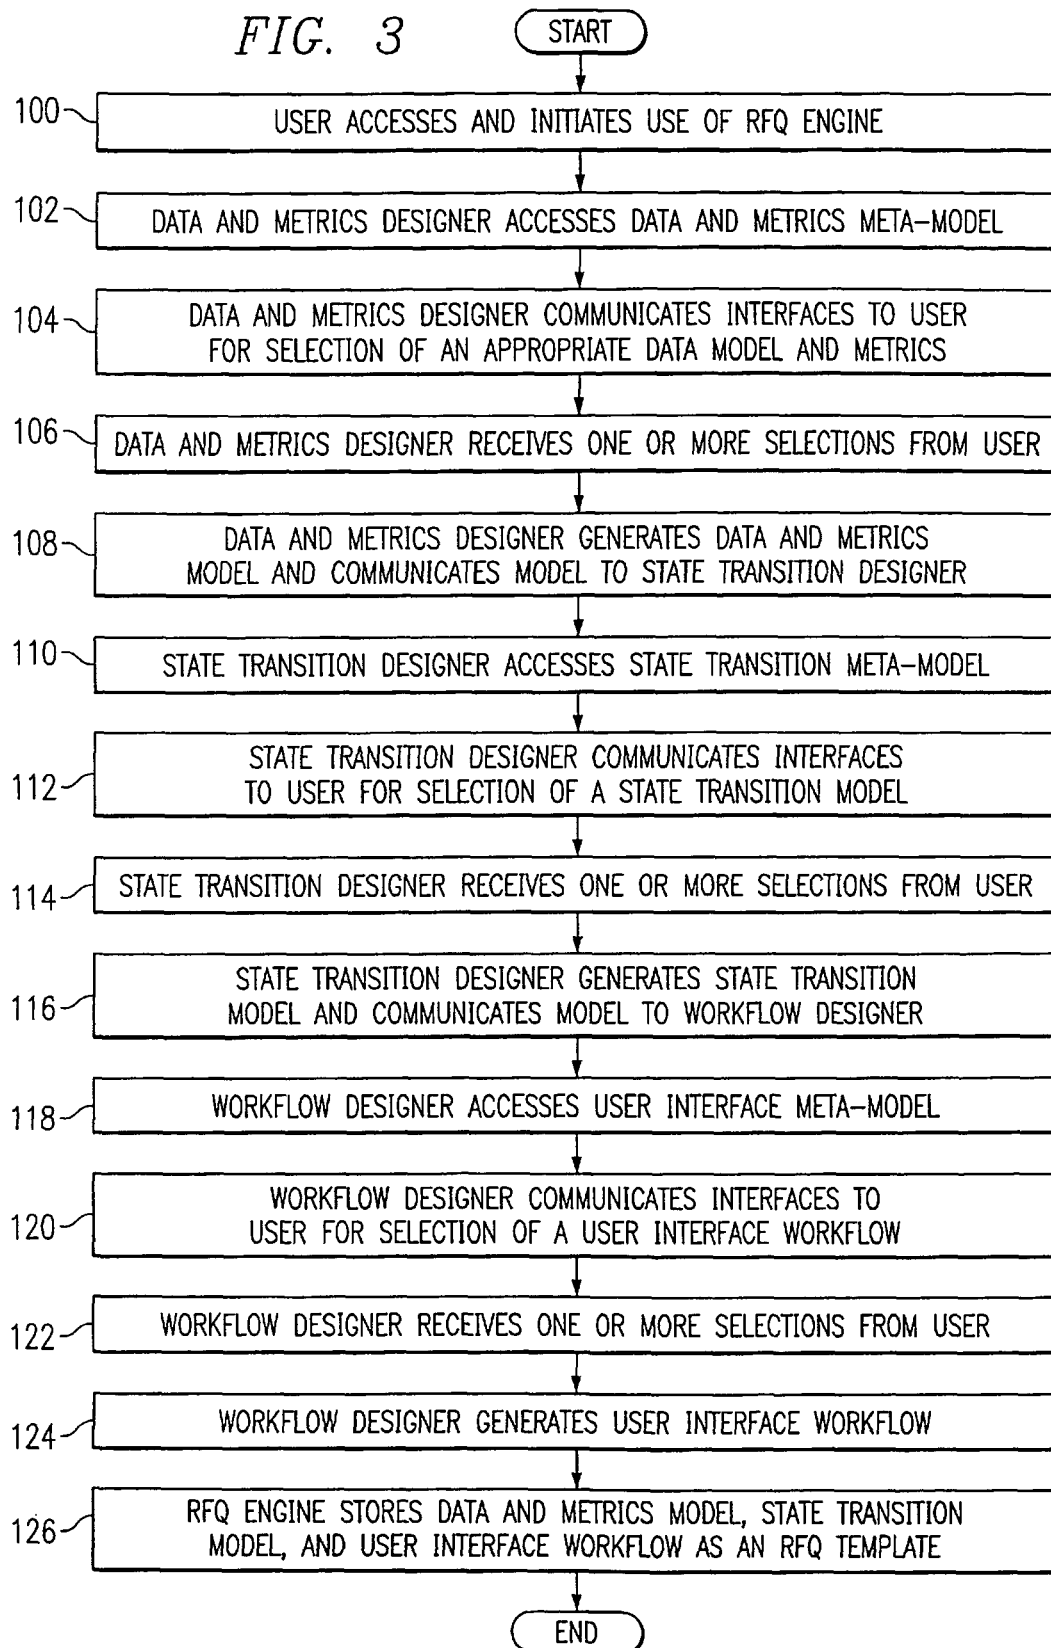 FIG. 3
START
100
USER ACCESSES AND INITIATES USE OF RFQ ENGINE
102
DATA AND METRICS DESIGNER ACCESSES DATA AND METRICS META-MODEL
104
DATA AND METRICS DESIGNER COMMUNICATES INTERFACES TO USER
FOR SELECTION OF AN APPROPRIATE DATA MODEL AND METRICS
106
DATA AND METRICS DESIGNER RECEIVES ONE OR MORE SELECTIONS FROM USER
108
DATA AND METRICS DESIGNER GENERATES DATA AND METRICS
MODEL AND COMMUNICATES MODEL TO STATE TRANSITION DESIGNER
110
STATE TRANSITION DESIGNER ACCESSES STATE TRANSITION META-MODEL
112
STATE TRANSITION DESIGNER COMMUNICATES INTERFACES
TO USER FOR SELECTION OF A STATE TRANSITION MODEL
114
STATE TRANSITION DESIGNER RECEIVES ONE OR MORE SELECTIONS FROM USER
116
STATE TRANSITION DESIGNER GENERATES STATE TRANSITION
MODEL AND COMMUNICATES MODEL TO WORKFLOW DESIGNER
118
WORKFLOW DESIGNER ACCESSES USER INTERFACE META-MODEL
120
WORKFLOW DESIGNER COMMUNICATES INTERFACES TO
USER FOR SELECTION OF A USER INTERFACE WORKFLOW
122
WORKFLOW DESIGNER RECEIVES ONE OR MORE SELECTIONS FROM USER
124
WORKFLOW DESIGNER GENERATES USER INTERFACE WORKFLOW
126
RFQ ENGINE STORES DATA AND METRICS MODEL, STATE TRANSITION
MODEL, AND USER INTERFACE WORKFLOW AS AN RFQ TEMPLATE
END